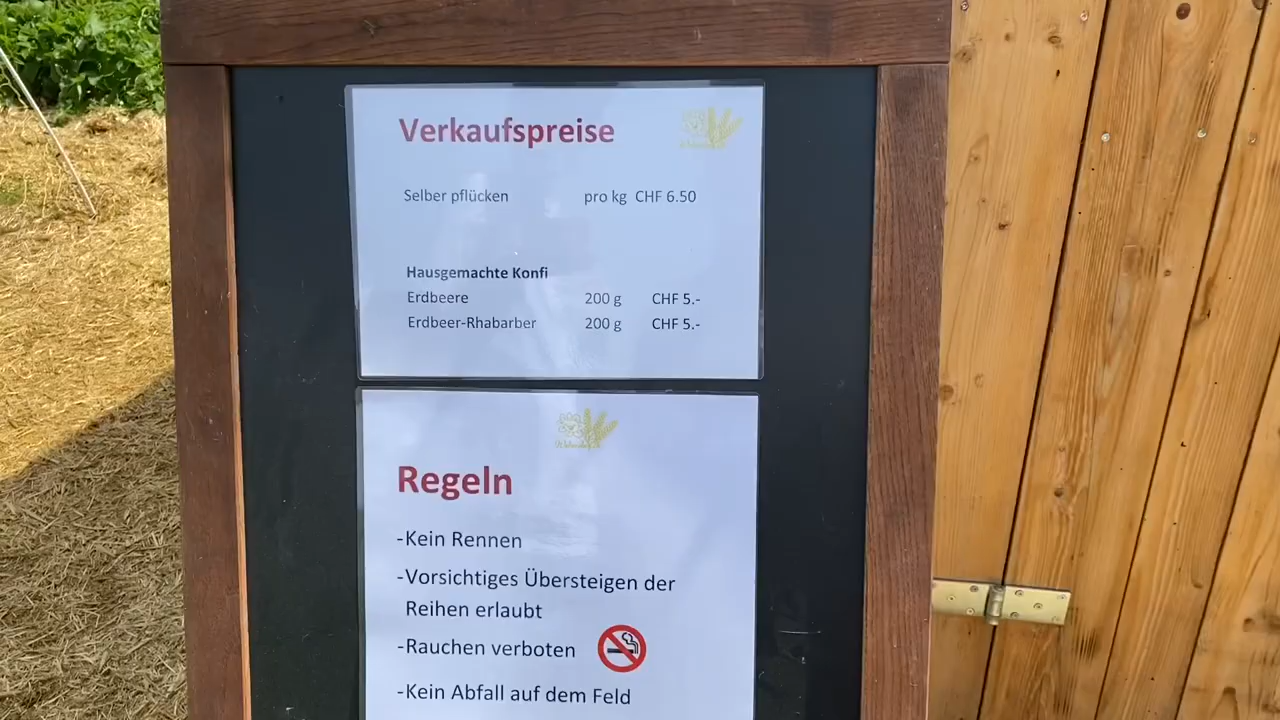 Verkaufspreise
Selber pflücken pro kg CHF 6.50
Hausgemachte Konfi
Erdbeere 200 g CHF 5.-
Erdbeer-Rhabarber 200 g CHF 5.-
Regeln
-Kein Rennen
-Vorsichtiges Übersteigen der
Reihen erlaubt
-Rauchen verboten
-Kein Abfall auf dem Feld